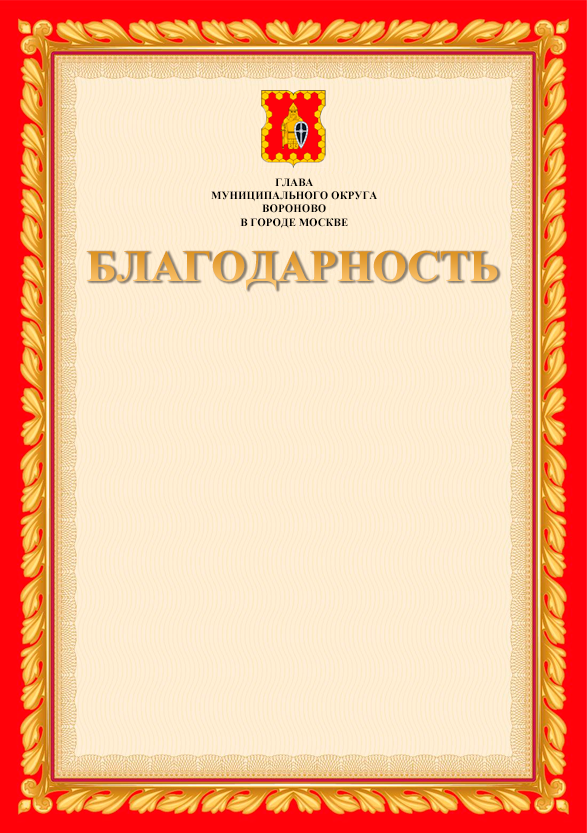 ГЛАВА
МУНИЦИПАЛЬНОГО ОКРУГА
ВОРОНОВО
В ГОРОДЕ МОСКВЕ
БЛАГОДАРНОСТЬ